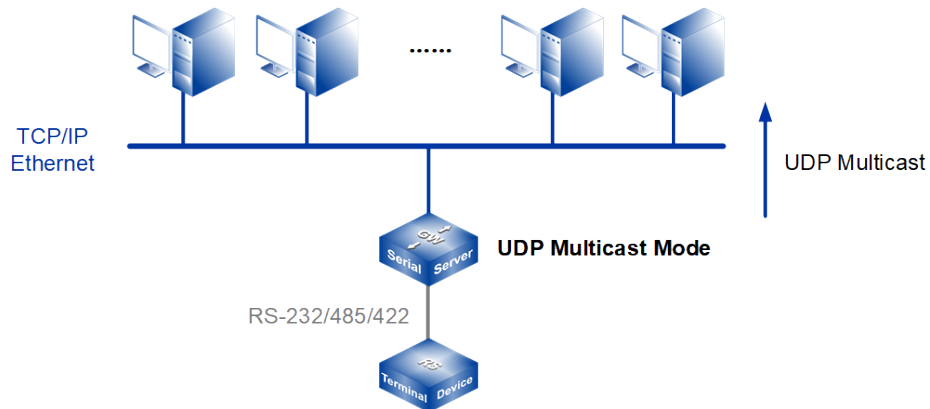 ......
TCP/IP
Ethernet
UDP Multicast
GW
Serial Server
UDP Multicast Mode
RS-232/485/422
RS
Terminal Device